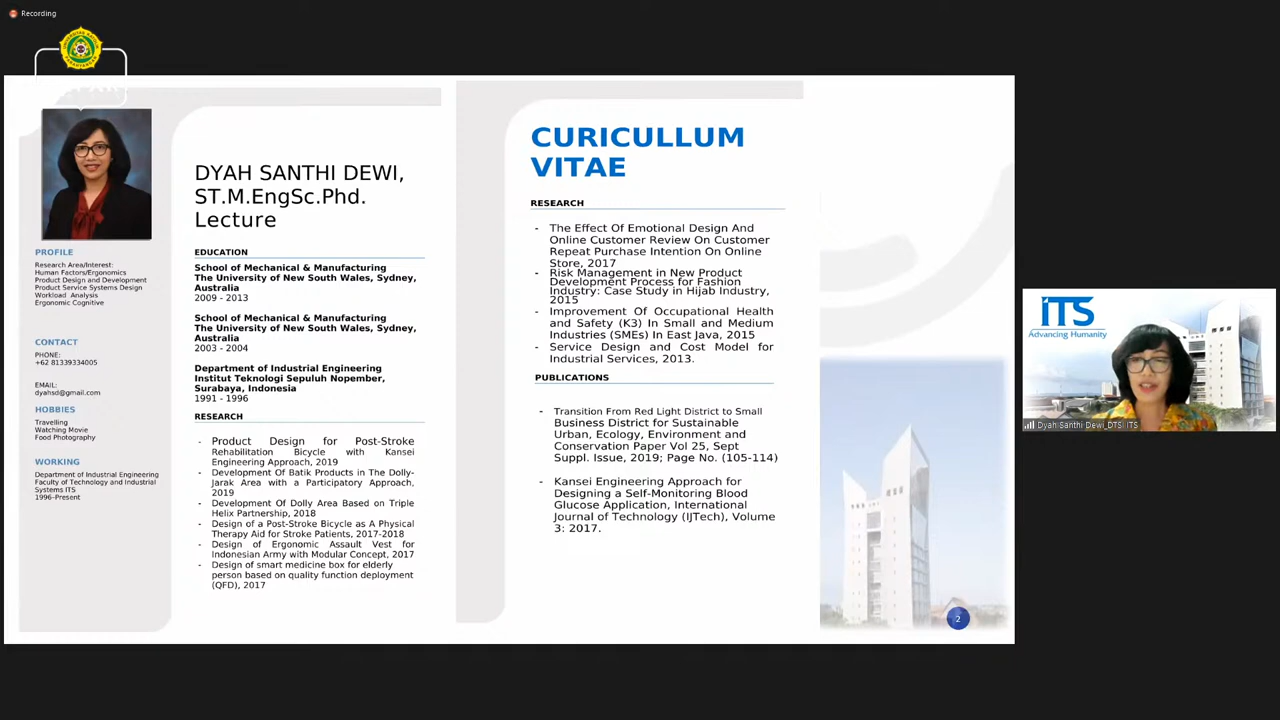 Recording
DYAH SANTHI DEWI,
ST.M.EngSc.Phd.
Lecture
PROFILE
Research Area/Interest:
Human Factors/Ergonomics
Product Design and Development
Product Service Systems Design
Workload Analysis
Ergonomic Cognitive
CONTACT
PHONE:
+62 81339334005
EMAIL:
dyahsd@gmail.com
HOBBIES
Travelling
Watching Movie
Food Photography
WORKING
Department of Industrial Engineering
Faculty of Technology and Industrial
Systems ITS
1996-Present
EDUCATION
School of Mechanical & Manufacturing
The University of New South Wales, Sydney,
Australia
2009 - 2013
School of Mechanical & Manufacturing
The University of New South Wales, Sydney,
Australia
2003 - 2004
Department of Industrial Engineering
Institut Teknologi Sepuluh Nopember,
Surabaya, Indonesia
1991 - 1996
RESEARCH
- Product Design for Post-Stroke
Rehabilitation Bicycle with Kansei
Engineering Approach, 2019
- Development Of Batik Products in The Dolly-
Jarak Area with a Participatory Approach,
2019
- Development Of Dolly Area Based on Triple
Helix Partnership, 2018
- Design of a Post-Stroke Bicycle as A Physical
Therapy Aid for Stroke Patients, 2017-2018
- Design of Ergonomic Assault Vest for
Indonesian Army with Modular Concept, 2017
- Design of smart medicine box for elderly
person based on quality function deployment
(QFD), 2017
CURICULLUM
VITAE
RESEARCH
- The Effect Of Emotional Design And
Online Customer Review On Customer
Repeat Purchase Intention On Online
Store, 2017
- Risk Management in New Product
Development Process for Fashion
Industry: Case Study in Hijab Industry,
2015
- Improvement Of Occupational Health
and Safety (K3) In Small and Medium
Industries (SMEs) In East Java, 2015
- Service Design and Cost Model for
Industrial Services, 2013.
PUBLICATIONS
- Transition From Red Light District to Small
Business District for Sustainable
Urban, Ecology, Environment and
Conservation Paper Vol 25, Sept
Suppl. Issue, 2019; Page No. (105-114)
- Kansei Engineering Approach for
Designing a Self-Monitoring Blood
Glucose Application, International
Journal of Technology (IJTech), Volume
3: 2017.
2
ITS
Advancing Humanity
Dyah Santhi Dewi_DTSI ITS